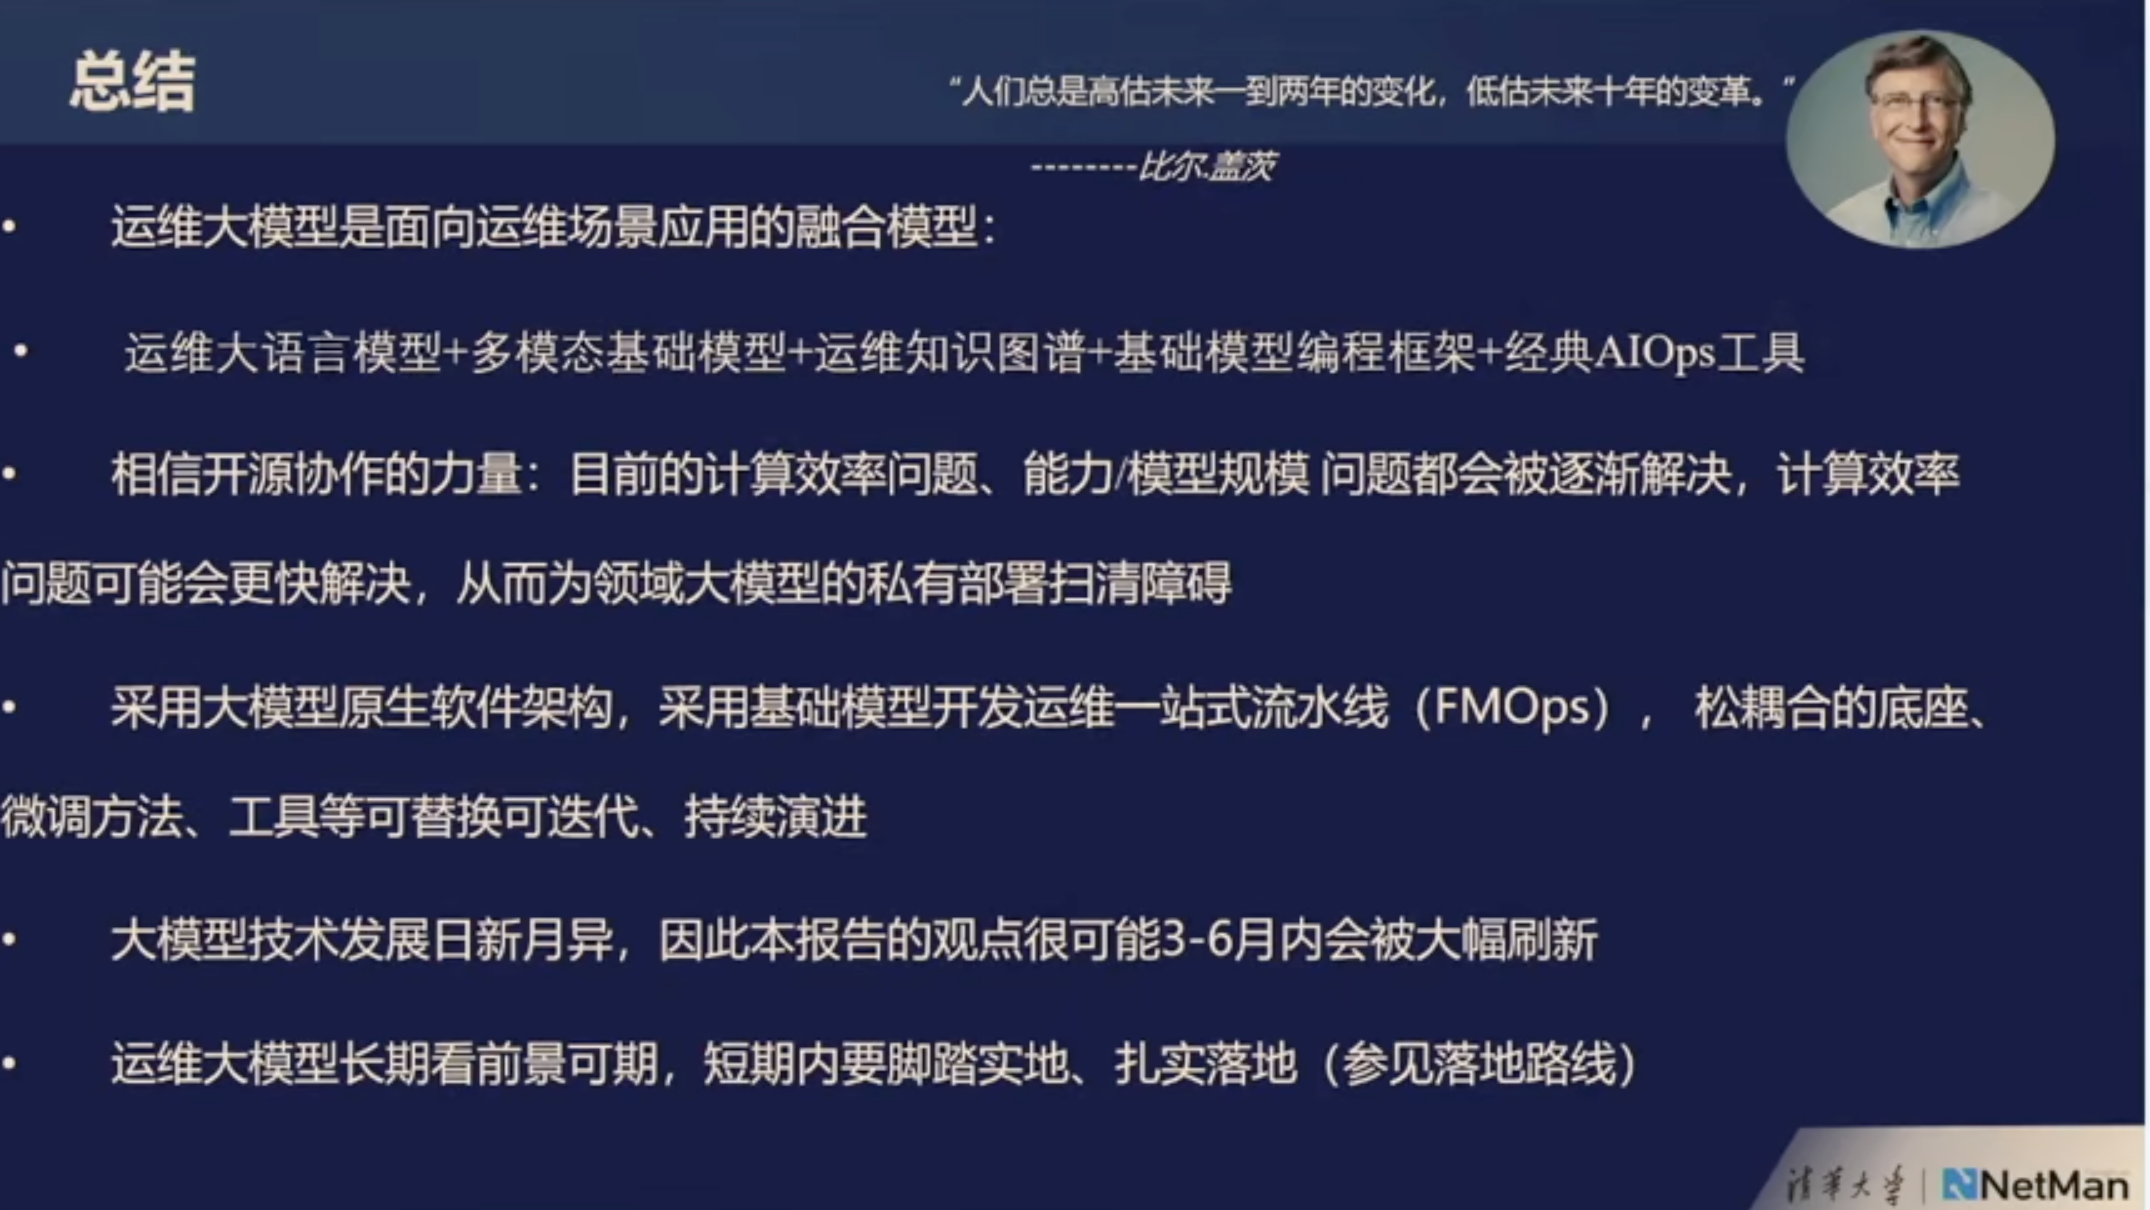 总结
“人们总是高估未来一到两年的变化，低估未来十年的变革。”
--------比尔.盖茨
• 运维大模型是面向运维场景应用的融合模型：
• 运维大语言模型+多模态基础模型+运维知识图谱+基础模型编程框架+经典AIOps工具
• 相信开源协作的力量：目前的计算效率问题、能力/模型规模 问题都会被逐渐解决，计算效率
问题可能会更快解决，从而为领域大模型的私有部署扫清障碍
• 采用大模型原生软件架构，采用基础模型开发运维一站式流水线（FMOps）， 松耦合的底座、
微调方法、工具等可替换可迭代、持续演进
• 大模型技术发展日新月异，因此本报告的观点很可能3-6月内会被大幅刷新
• 运维大模型长期看前景可期，短期内要脚踏实地、扎实落地（参见落地路线）
清华大学 | NetMan